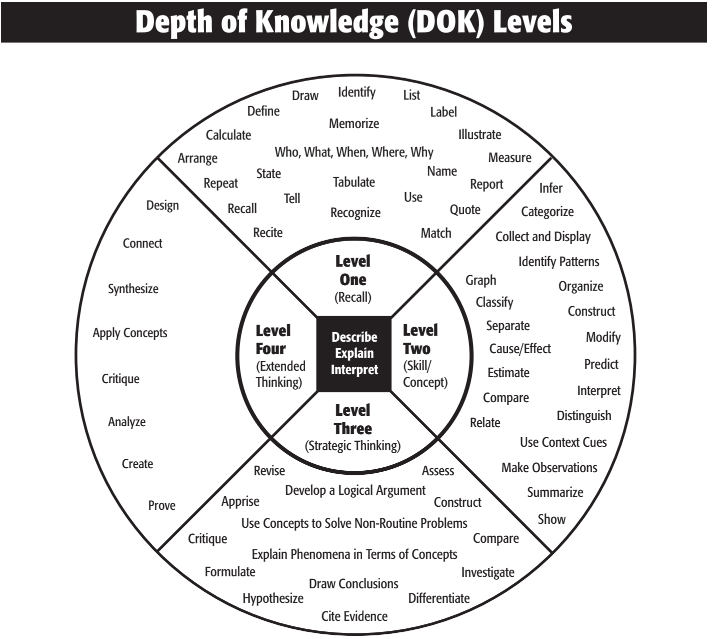 Depth of Knowledge (DOK) Levels
Draw
Identify
List
Define
Label
Memorize
Calculate
Illustrate
Who, What, When, Where, Why
Arrange
Measure
State
Name
Repeat
Tabulate
Report
Tell
Use
Recall
Recognize
Quote
Recite
Match
Level
One
(Recall)
Infer
Categorize
Collect and Display
Identify Patterns
Graph
Organize
Classify
Construct
Separate
Modify
Cause/Effect
Predict
Estimate
Interpret
Compare
Distinguish
Relate
Use Context Cues
Make Observations
Summarize
Show
Level
Two
(Skill/
Concept)
Describe
Explain
Interpret
Level
Three
(Strategic Thinking)
Revise
Assess
Develop a Logical Argument
Apprise
Construct
Use Concepts to Solve Non-Routine Problems
Critique
Compare
Explain Phenomena in Terms of Concepts
Formulate
Investigate
Draw Conclusions
Hypothesize
Differentiate
Cite Evidence
Level
Four
(Extended
Thinking)
Design
Connect
Synthesize
Apply Concepts
Critique
Analyze
Create
Prove